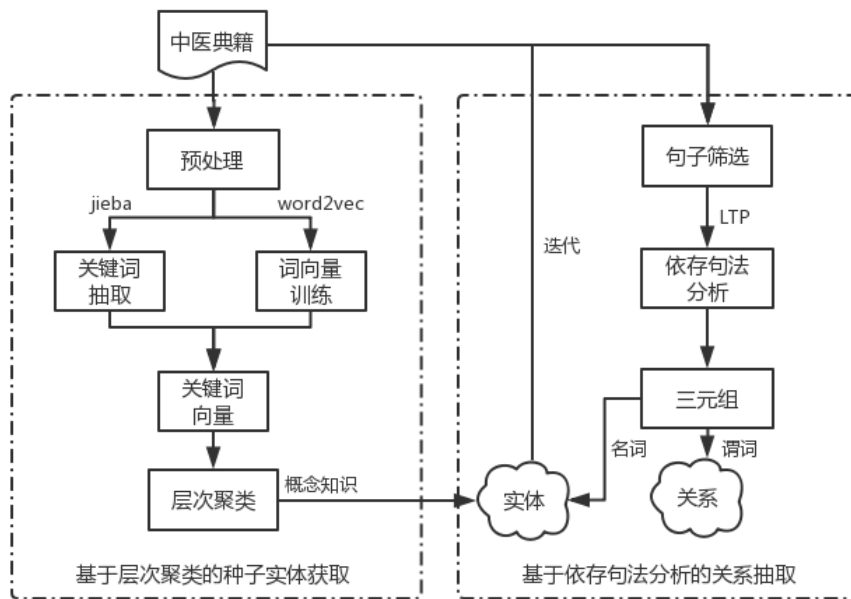 中医典籍
预处理
jieba
word2vec
关键词
抽取
词向量
训练
关键词
向量
层次聚类
概念知识
基于层次聚类的种子实体获取
迭代
句子筛选
LTP
依存句法
分析
三元组
名词
谓词
实体
关系
基于依存句法分析的关系抽取